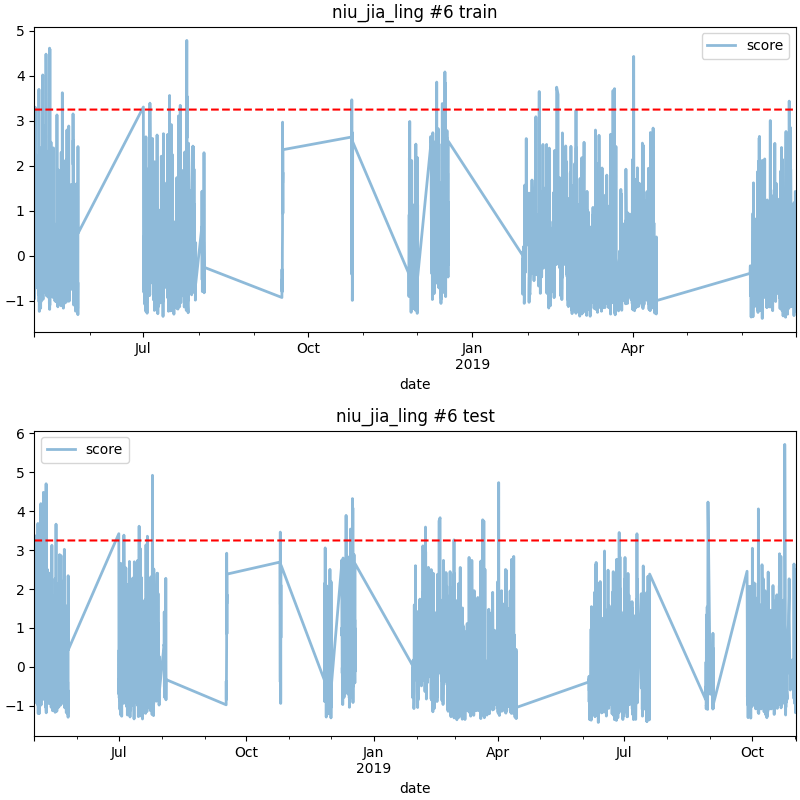 niu_jia_ling #6 train
score
5
4
3
2
1
0
−1
Jul
Oct
Jan
2019
Apr
date
niu_jia_ling #6 test
score
6
5
4
3
2
1
0
−1
Jul
Oct
Jan
2019
Apr
Jul
Oct
date